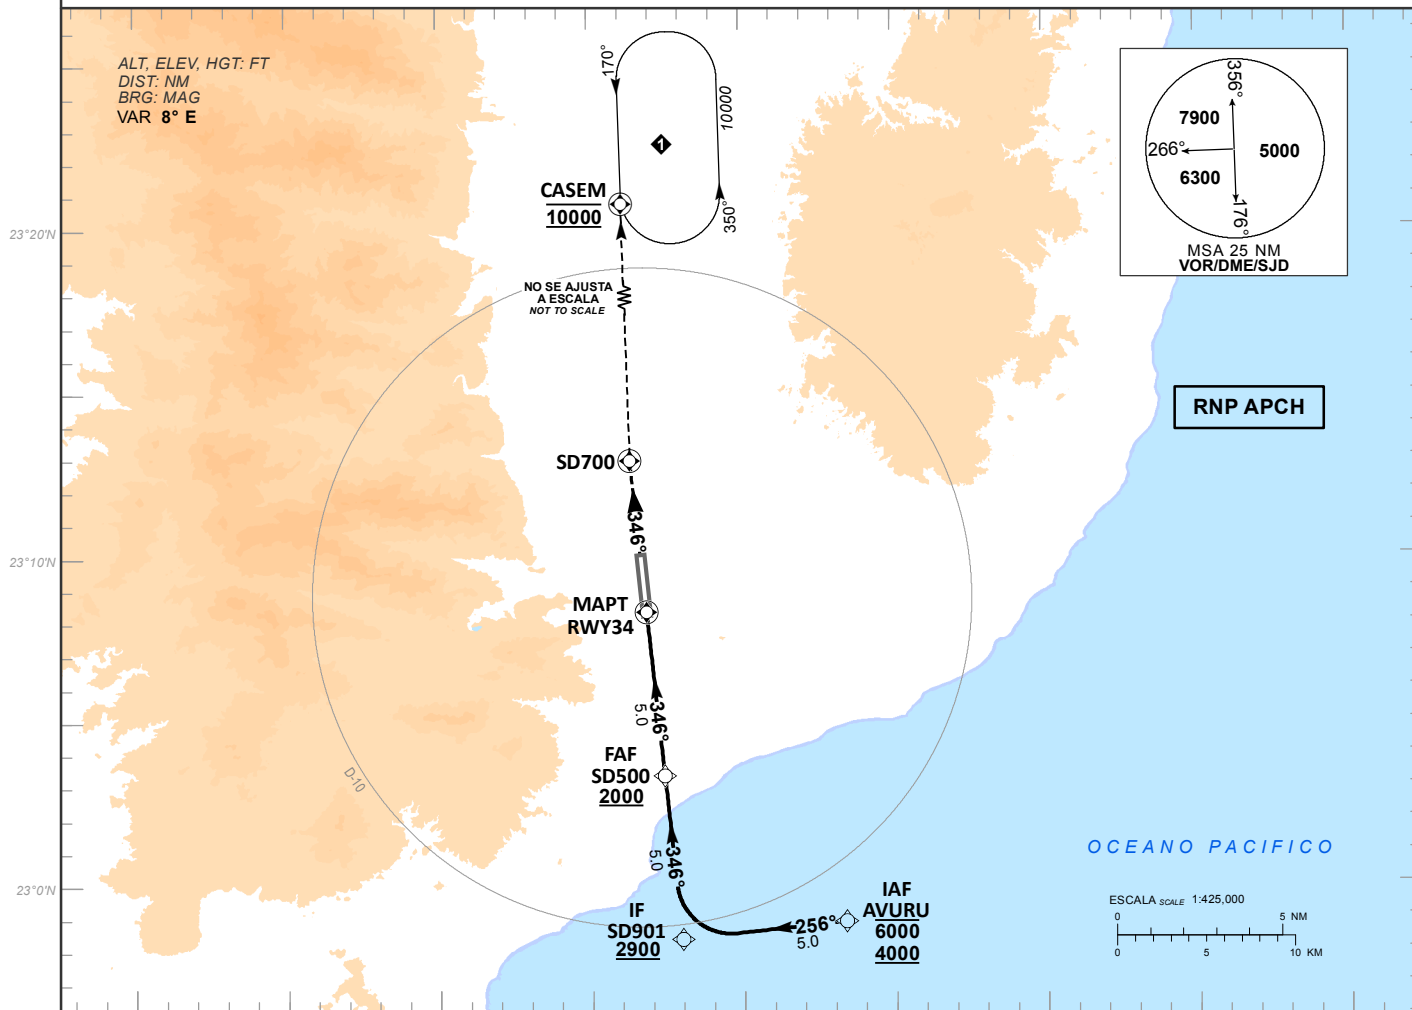 ALT, ELEV, HGT: FT
DIST: NM
BRG: MAG
VAR 8° E
170°
10000
350°
1
CASEM
10000
356°
7900
266°
5000
6300
176°
MSA 25 NM
VOR/DME/SJD
23°20'N
NO SE AJUSTA
A ESCALA
NOT TO SCALE
RNP APCH
SD700
346°
23°10'N
MAPT
RWY34
346°
5.0
FAF
SD500
2000
D-10
346°
5.0
OCEANO PACIFICO
23°0'N
IAF
AVURU
6000
4000
256°
5.0
IF
SD901
2900
ESCALA SCALE 1:425,000
0 5 NM
0 5 10 KM